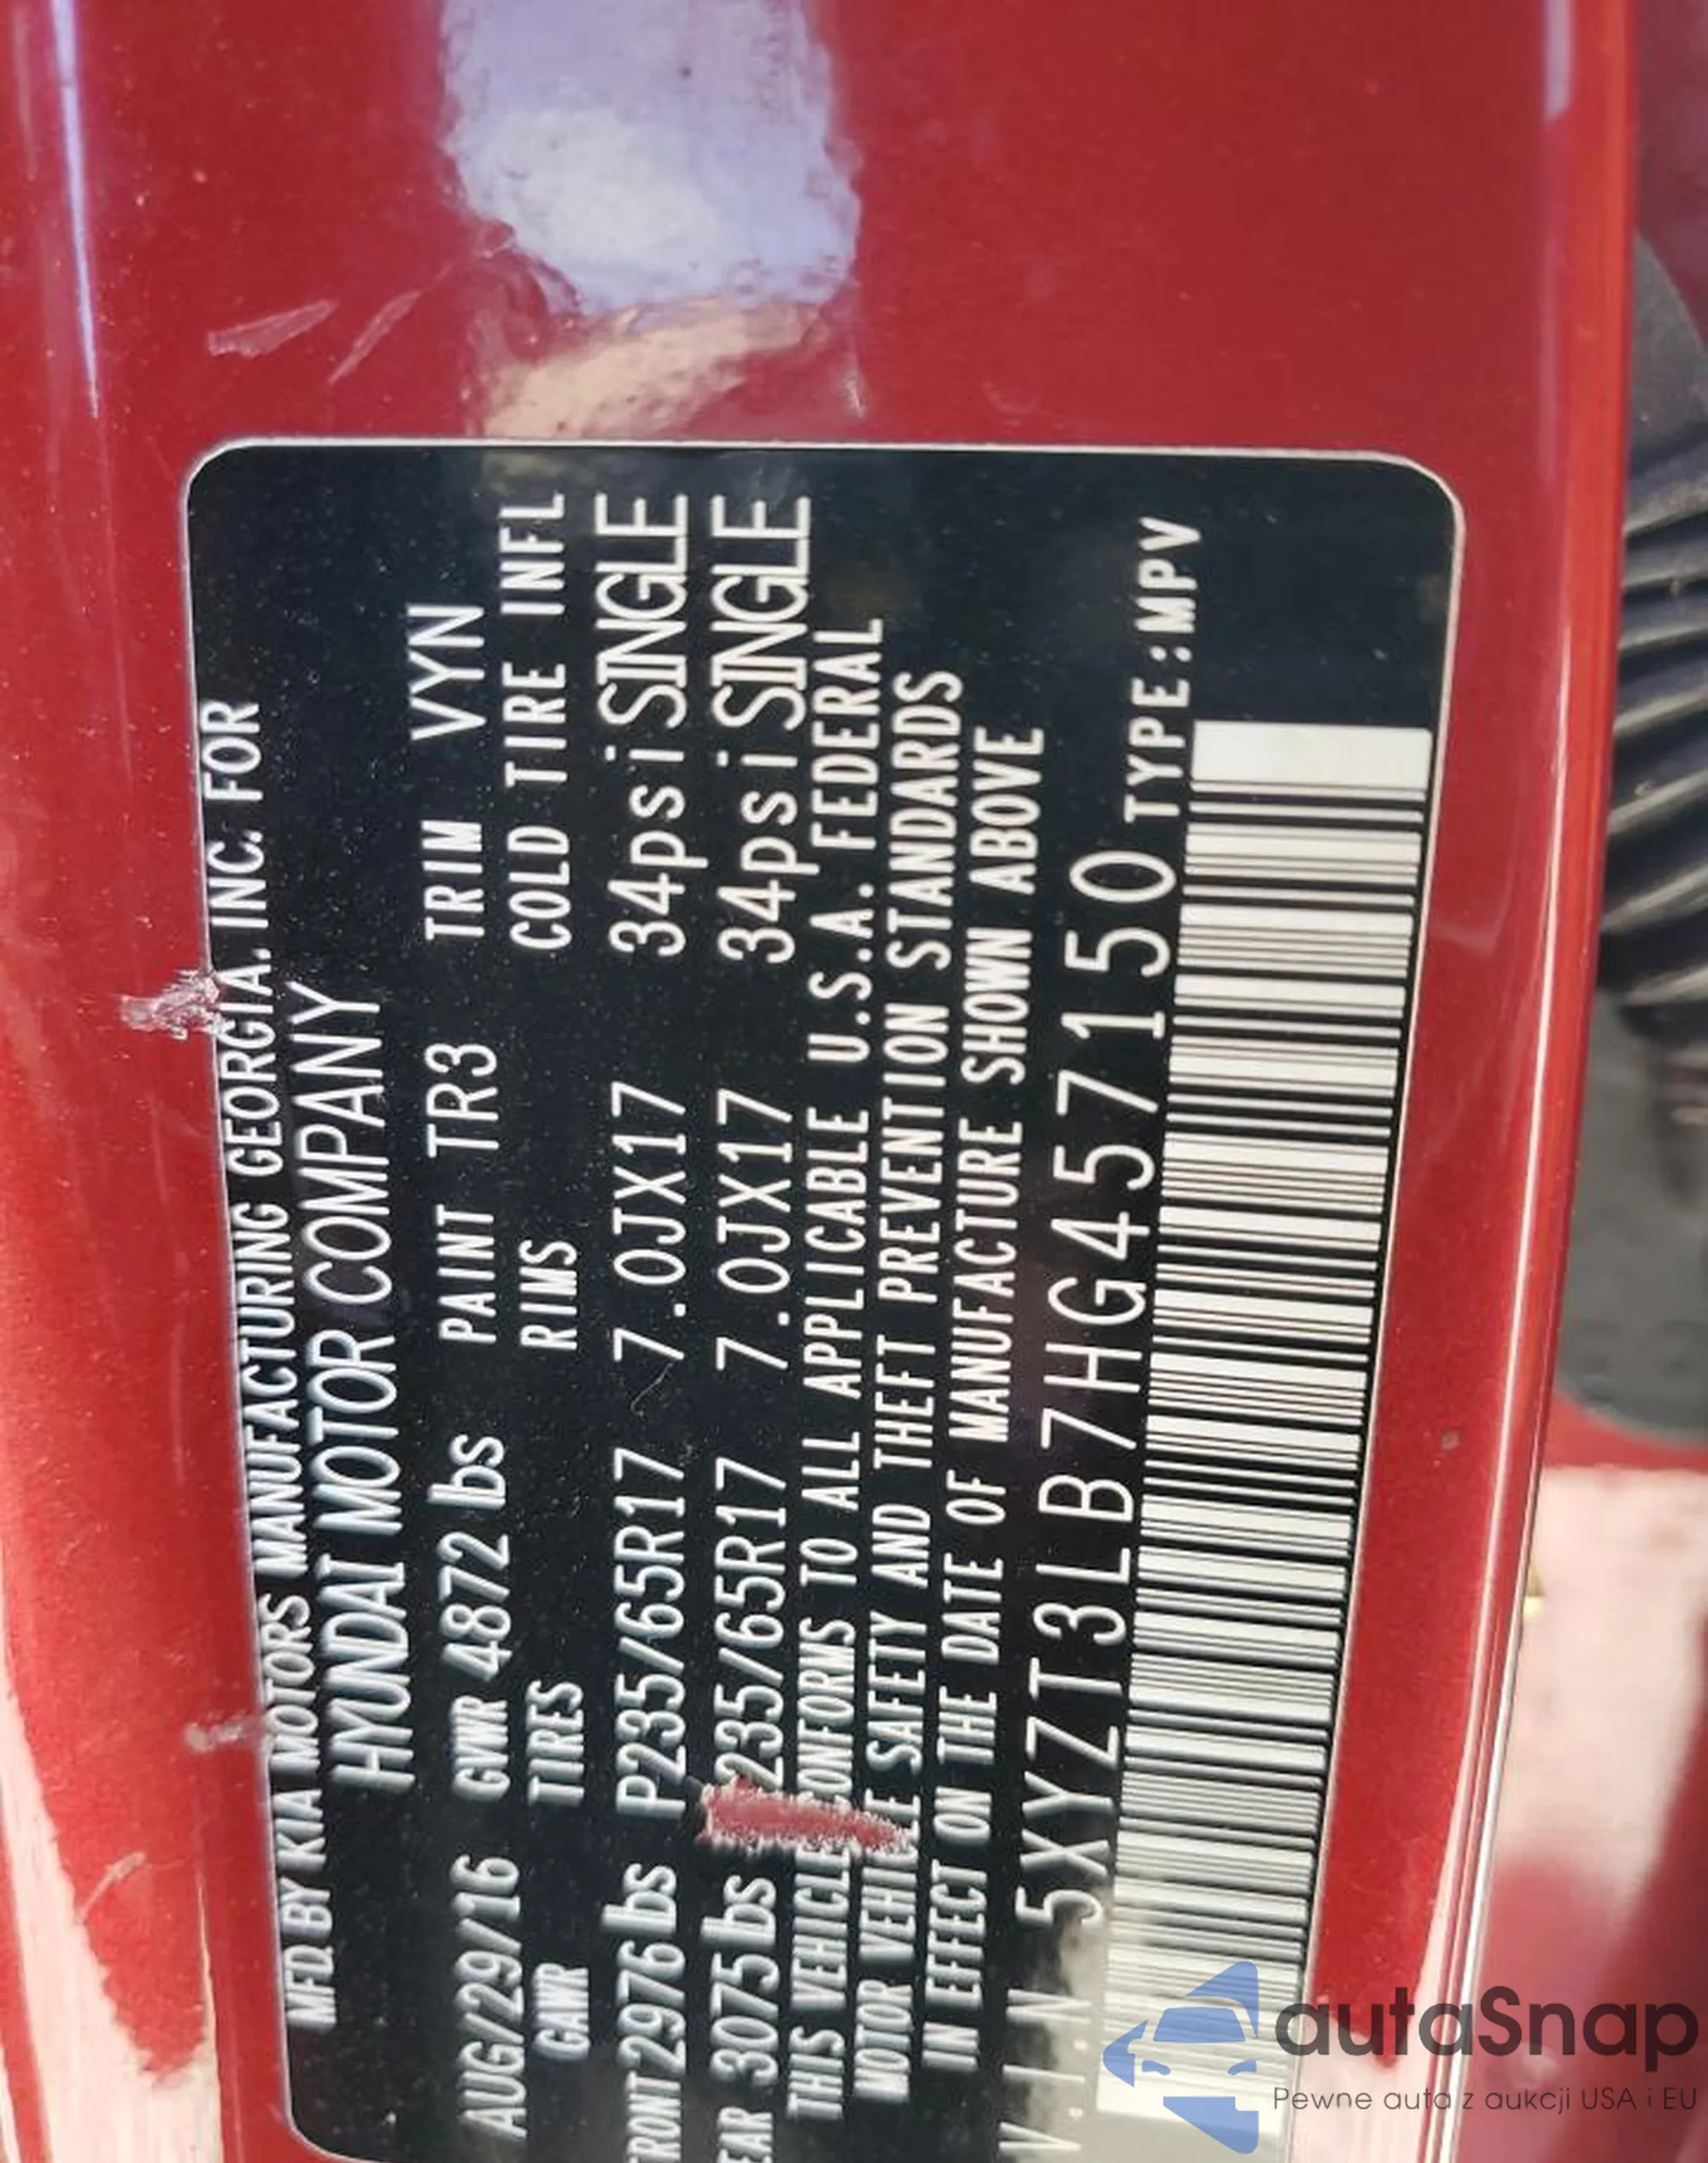 MFD BY KIA MOTORS MANUFACTURING GEORGIA. INC. FOR
HYUNDAI MOTOR COMPANY
AUG/29/16 GVWR 4872 lbs PAINT TR3 TRIM VYN
GAWR TIRES RIMS COLD TIRE INFL
RONT 2976 lbs P235/65R17 7.0JX17 34psi SINGLE
EAR 3075 lbs 235/65R17 7.0JX17 34psi SINGLE
THIS VEHICLE CONFORMS TO ALL APPLICABLE U.S.A. FEDERAL
MOTOR VEHICLE SAFETY AND THEFT PREVENTION STANDARDS
IN EFFECT ON THE DATE OF MANUFACTURE SHOWN ABOVE
V.I.N 5XYZT3LB7HG457150 TYPE:MPV
autaSnap
Pewne auta z aukcji USA i EU